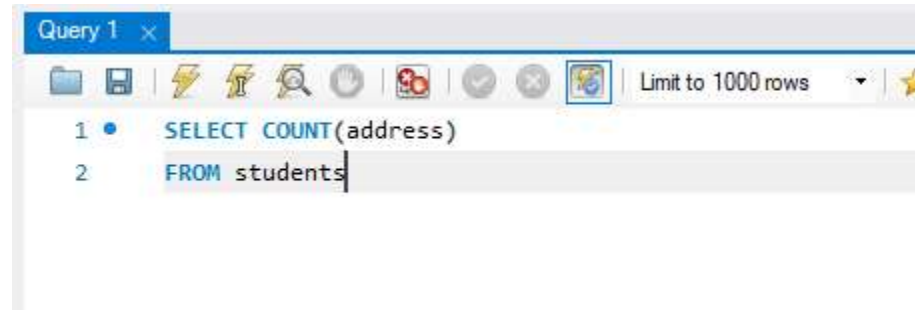 Query 1
Limit to 1000 rows
1 SELECT COUNT(address)
2 FROM students